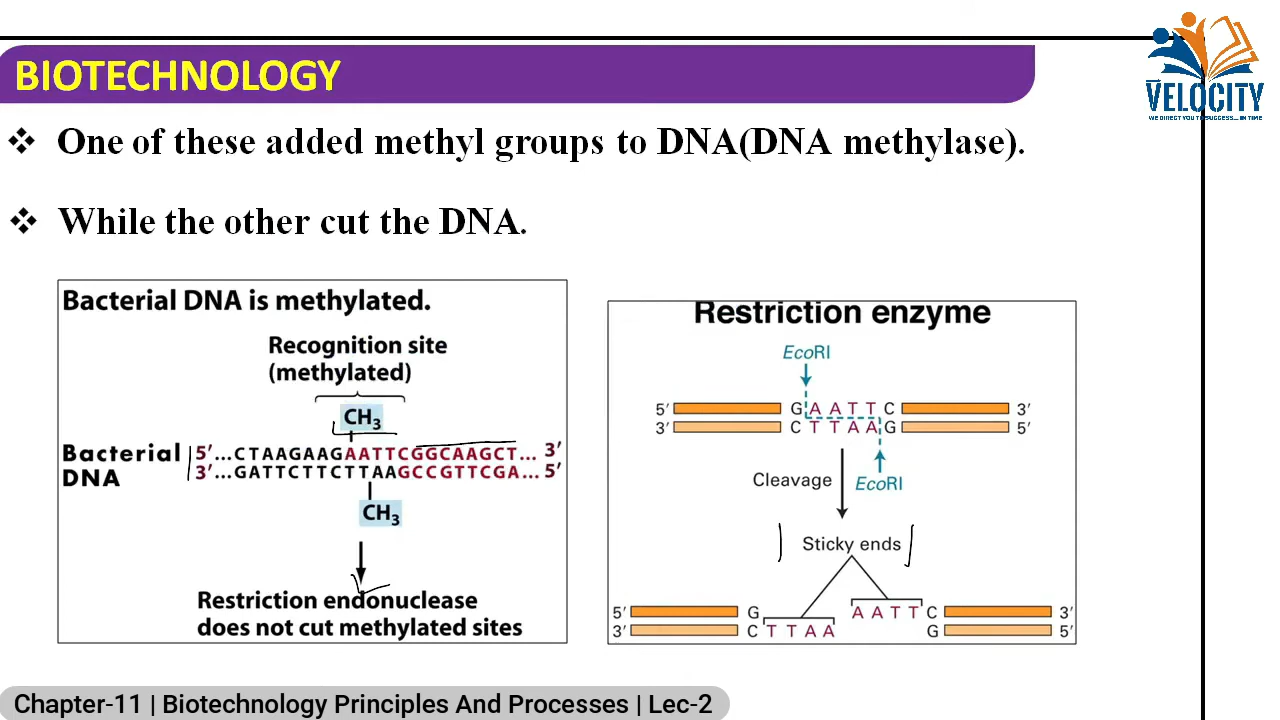 BIOTECHNOLOGY
VELOCITY
WE DIRECT YOU TO SUCCESS.... IN TIME
❖ One of these added methyl groups to DNA(DNA methylase).
❖ While the other cut the DNA.
Bacterial DNA is methylated.
Recognition site
(methylated)
CH3
Bacterial 5′...CTAAGAAGAATTCGGCAAGCT... 3′
DNA 3′...GATTCTTCTTAAGCCGTTCGA... 5′
CH3
Restriction endonuclease
does not cut methylated sites
Restriction enzyme
EcoRI
5′ G A A T T C 3′
3′ C T T A A G 5′
Cleavage
EcoRI
Sticky ends
5′ G A A T T C 3′
3′ C T T A A G 5′
Chapter-11 | Biotechnology Principles And Processes | Lec-2